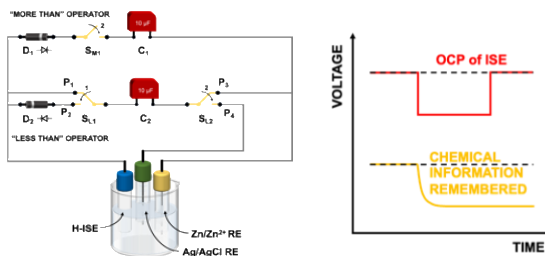 "MORE THAN" OPERATOR
2
10 µF
D1
SM1
C1
P1
1
10 µF
2
P3
P2
P4
D2
SL1
C2
SL2
"LESS THAN" OPERATOR
H-ISE
Zn/Zn²⁺ RE
Ag/AgCl RE
VOLTAGE
OCP of ISE
CHEMICAL
INFORMATION
REMEMBERED
TIME